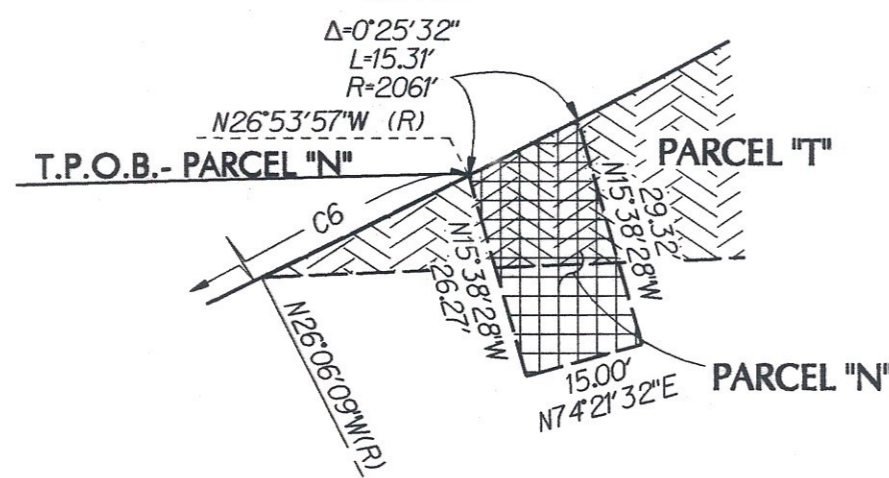 Δ=0°25'32"
L=15.31'
R=2061'
N26°53'57"W (R)
T.P.O.B.- PARCEL "N"
PARCEL "T"
C6
N15°38'28"W
26.27'
29.32'
N15°38'28"W
N26°06'09"W(R)
15.00'
N74°21'32"E
PARCEL "N"